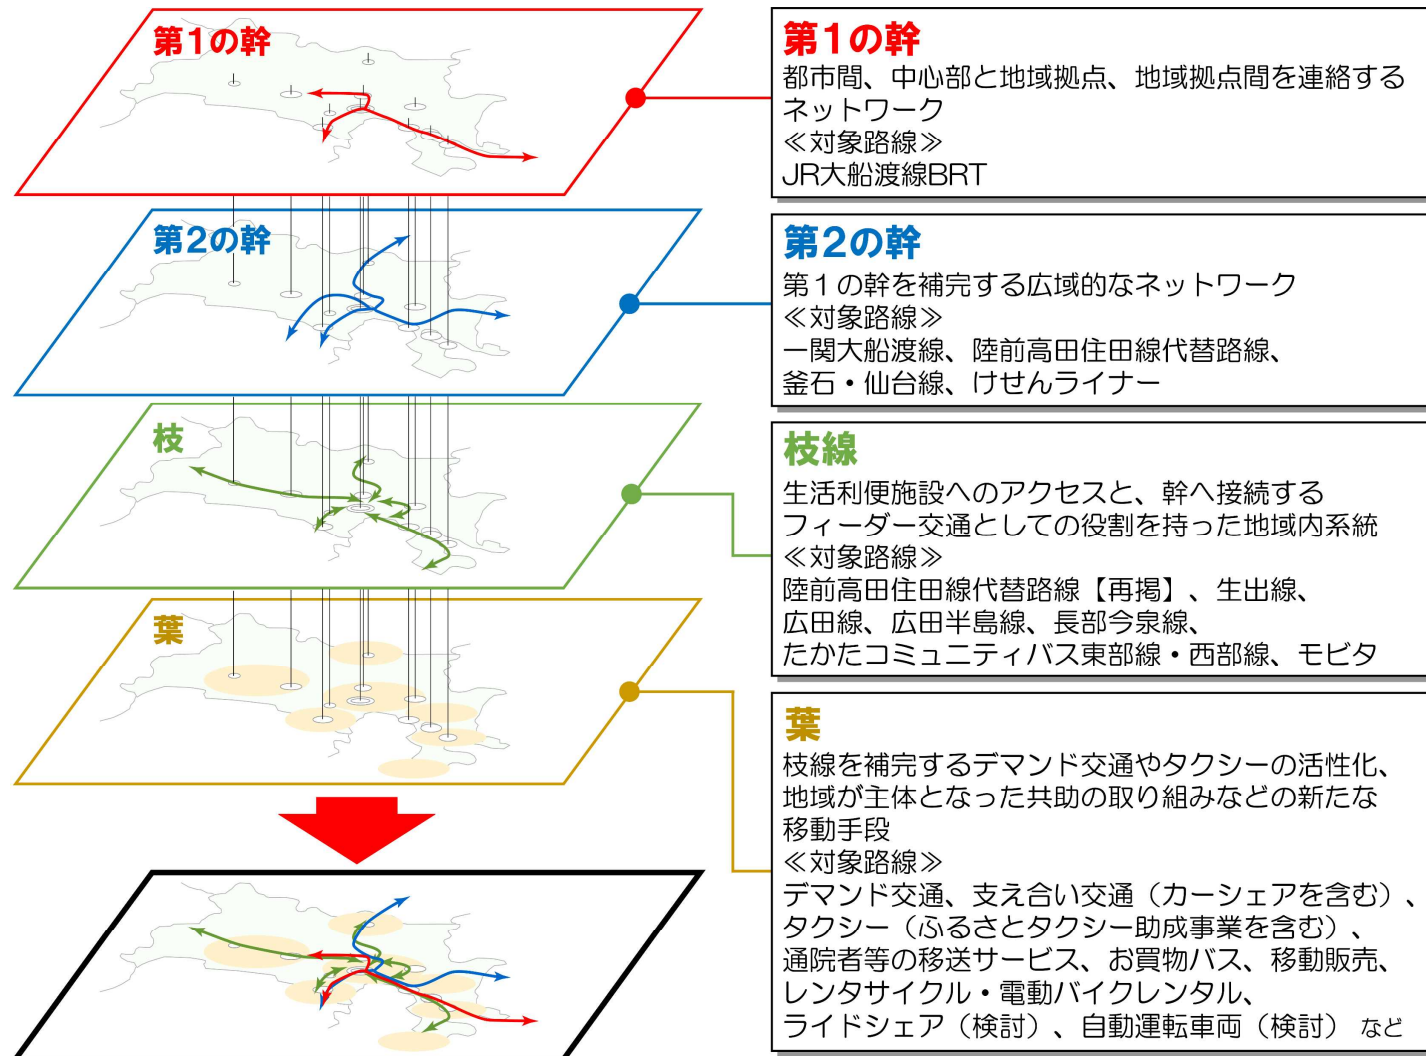 第1の幹
第1の幹
都市間、中心部と地域拠点、地域拠点間を連絡する
ネットワーク
≪対象路線≫
JR大船渡線BRT
第2の幹
第2の幹
第1の幹を補完する広域的なネットワーク
≪対象路線≫
一関大船渡線、陸前高田住田線代替路線、
釜石・仙台線、けせんライナー
枝
枝線
生活利便施設へのアクセスと、幹へ接続する
フィーダー交通としての役割を持った地域内系統
≪対象路線≫
陸前高田住田線代替路線【再掲】、生出線、
広田線、広田半島線、長部今泉線、
たかたコミュニティバス東部線・西部線、モビタ
葉
葉
枝線を補完するデマンド交通やタクシーの活性化、
地域が主体となった共助の取り組みなどの新たな
移動手段
≪対象路線≫
デマンド交通、支え合い交通（カーシェアを含む）、
タクシー（ふるさとタクシー助成事業を含む）、
通院者等の移送サービス、お買物バス、移動販売、
レンタサイクル・電動バイクレンタル、
ライドシェア（検討）、自動運転車両（検討） など